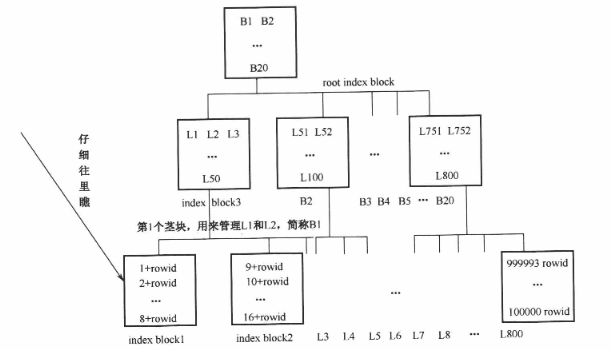 B1 B2
...
B20
root index block
L1 L2 L3
...
L50
L51 L52
...
L100
...
L751 L752
...
L800
index block3
B2
B3 B4 B5 ... B20
仔细往里瞧
第1个茎块，用来管理L1和L2，简称B1
1+rowid
2+rowid
...
8+rowid
9+rowid
10+rowid
...
16+rowid
...
999993 rowid
...
100000 rowid
index block1
index block2
L3 L4 L5 L6 L7 L8 ... L800